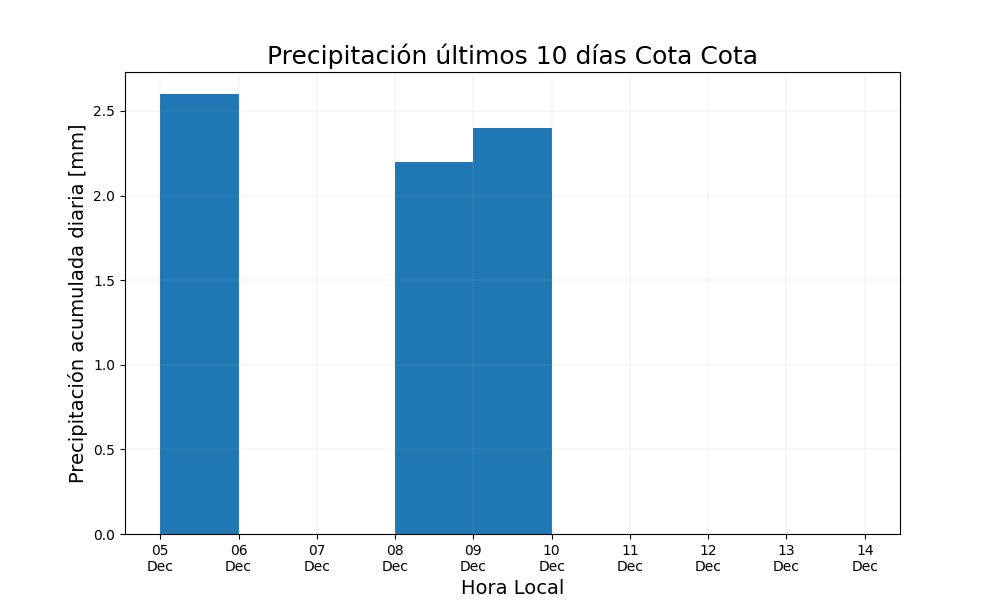 Precipitación últimos 10 días Cota Cota
Precipitación acumulada diaria [mm]
2.5
2.0
1.5
1.0
0.5
0.0
05 06 07 08 09 10 11 12 13 14
Dec Dec Dec Dec Dec Dec Dec Dec Dec Dec
Hora Local